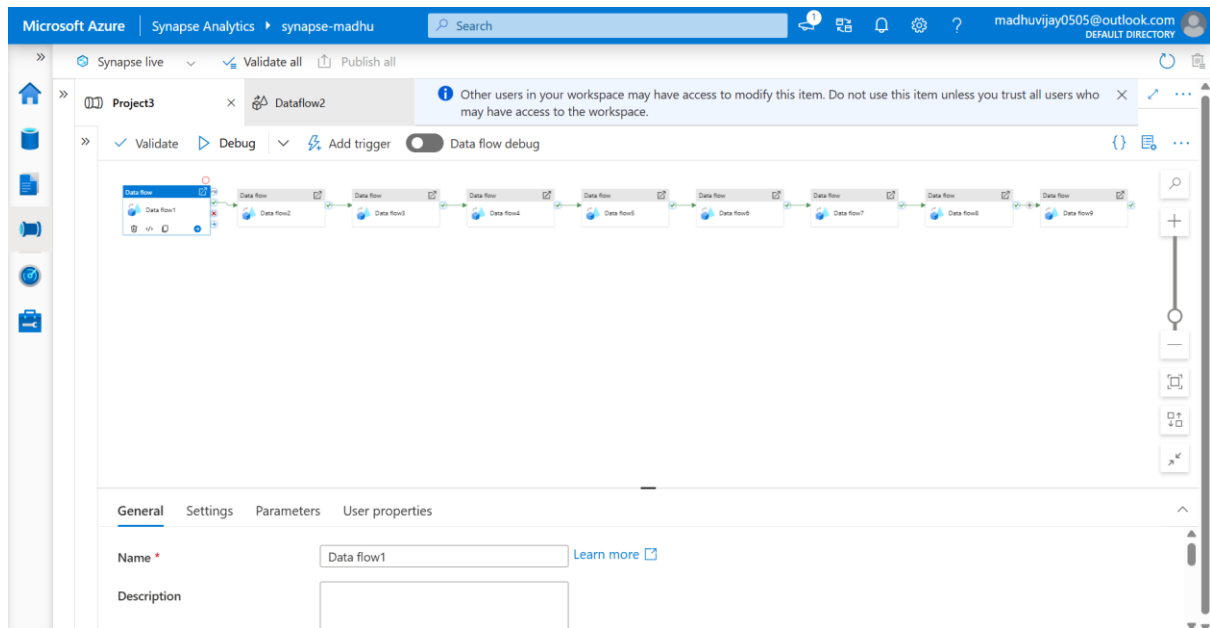 Microsoft Azure | Synapse Analytics ▸ synapse-madhu
Search
1
?
madhuvijay0505@outlook.com
DEFAULT DIRECTORY
Synapse live
Validate all
Publish all
Project3
Dataflow2
Other users in your workspace may have access to modify this item. Do not use this item unless you trust all users who
may have access to the workspace.
Validate
Debug
Add trigger
Data flow debug
{}
Data flow
Data flow1
Data flow
Data flow2
Data flow
Data flow3
Data flow
Data flow4
Data flow
Data flow5
Data flow
Data flow6
Data flow
Data flow7
Data flow
Data flow8
Data flow
Data flow9
General
Settings
Parameters
User properties
Name *
Data flow1
Learn more
Description